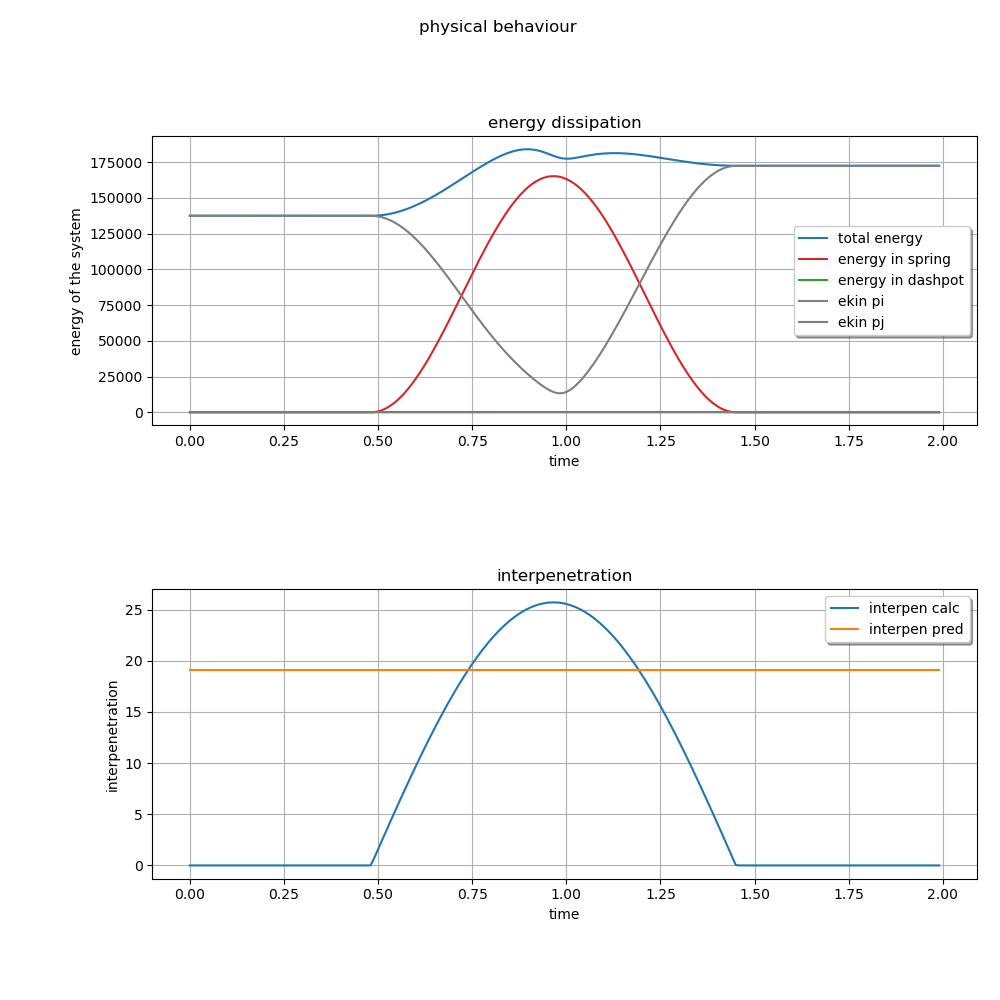 physical behaviour
energy dissipation
energy of the system
175000
150000
125000
100000
75000
50000
25000
0
total energy
energy in spring
energy in dashpot
ekin pi
ekin pj
0.00 0.25 0.50 0.75 1.00 1.25 1.50 1.75 2.00
time
interpenetration
interpenetration
25
20
15
10
5
0
interpen calc
interpen pred
0.00 0.25 0.50 0.75 1.00 1.25 1.50 1.75 2.00
time